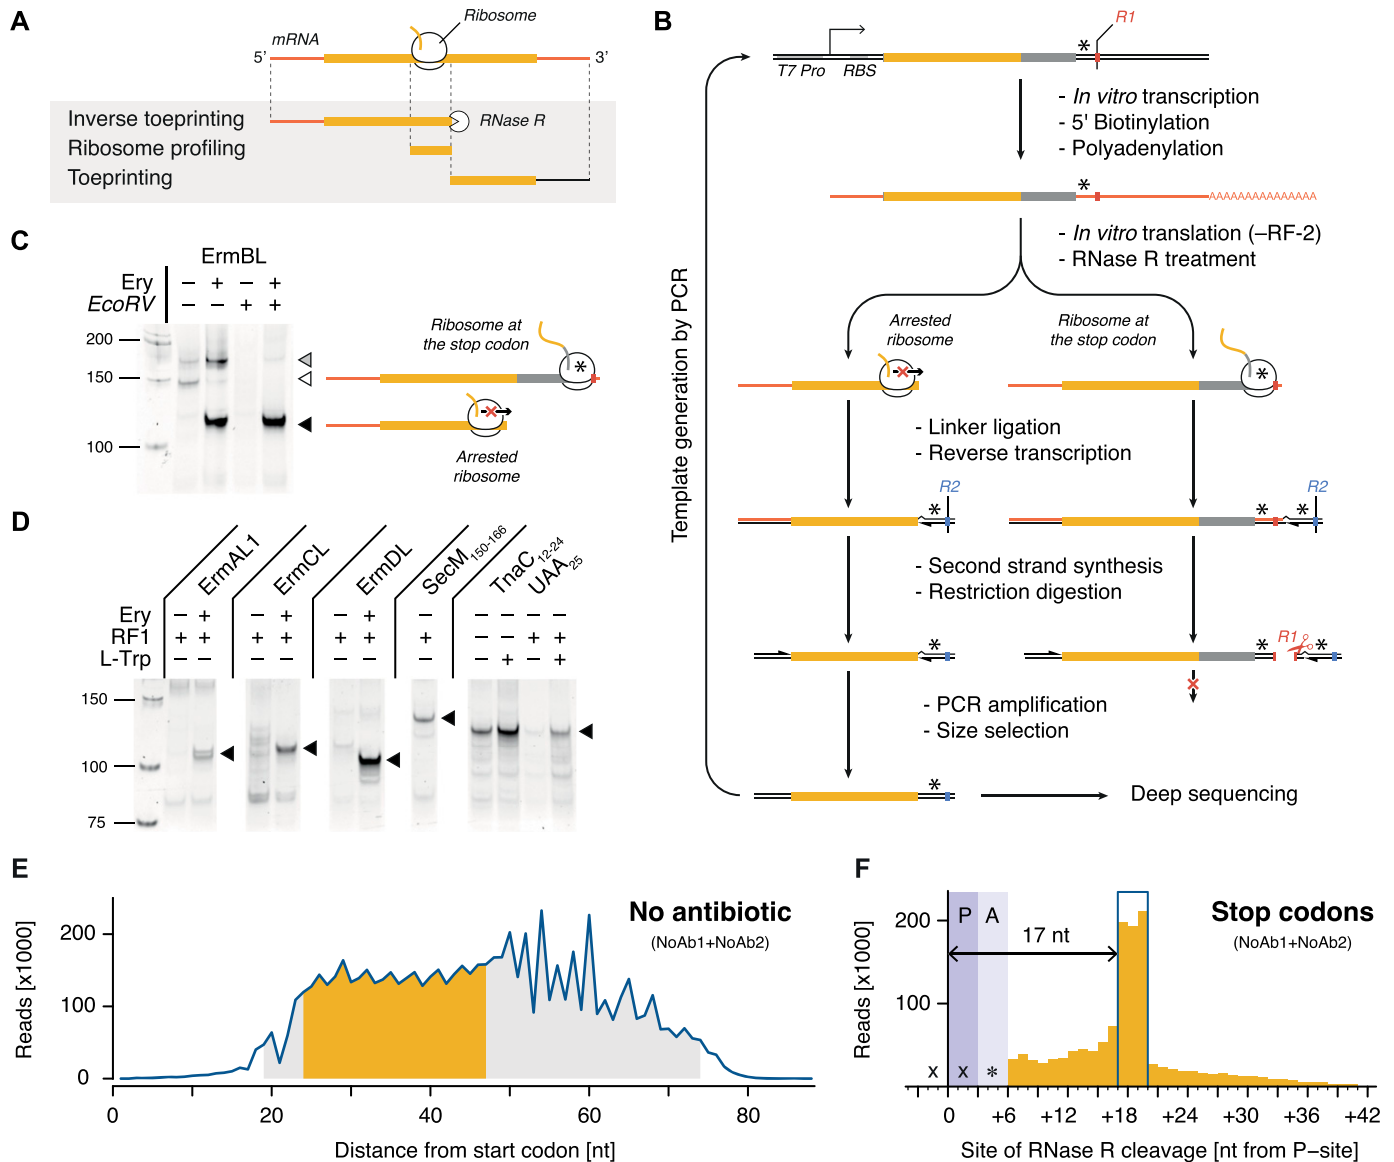 A
Ribosome
mRNA
5'
3'
Inverse toeprinting
RNase R
Ribosome profiling
Toeprinting
B
R1
*
T7 Pro
RBS
- In vitro transcription
- 5' Biotinylation
- Polyadenylation
*
AAAAAAAAAAAAAAA
- In vitro translation (–RF-2)
- RNase R treatment
Template generation by PCR
Arrested
ribosome
Ribosome at
the stop codon
*
- Linker ligation
- Reverse transcription
R2
*
R2
* *
- Second strand synthesis
- Restriction digestion
*
R1
* *
- PCR amplification
- Size selection
*
Deep sequencing
C
ErmBL
Ery – + – +
EcoRV – – + +
200
150
100
Ribosome at
the stop codon
*
Arrested
ribosome
D
ErmAL1
ErmCL
ErmDL
SecM150-166
TnaC12-24
UAA25
Ery – + – + – + – – – – –
RF1 + + + + + + + – – + +
L-Trp – – – – – – – – + – +
150
100
75
E
No antibiotic
(NoAb1+NoAb2)
Reads [x1000]
200
100
0
0 20 40 60 80
Distance from start codon [nt]
F
Stop codons
(NoAb1+NoAb2)
P A
17 nt
Reads [x1000]
200
100
x x *
0 +6 +12 +18 +24 +30 +36 +42
Site of RNase R cleavage [nt from P–site]